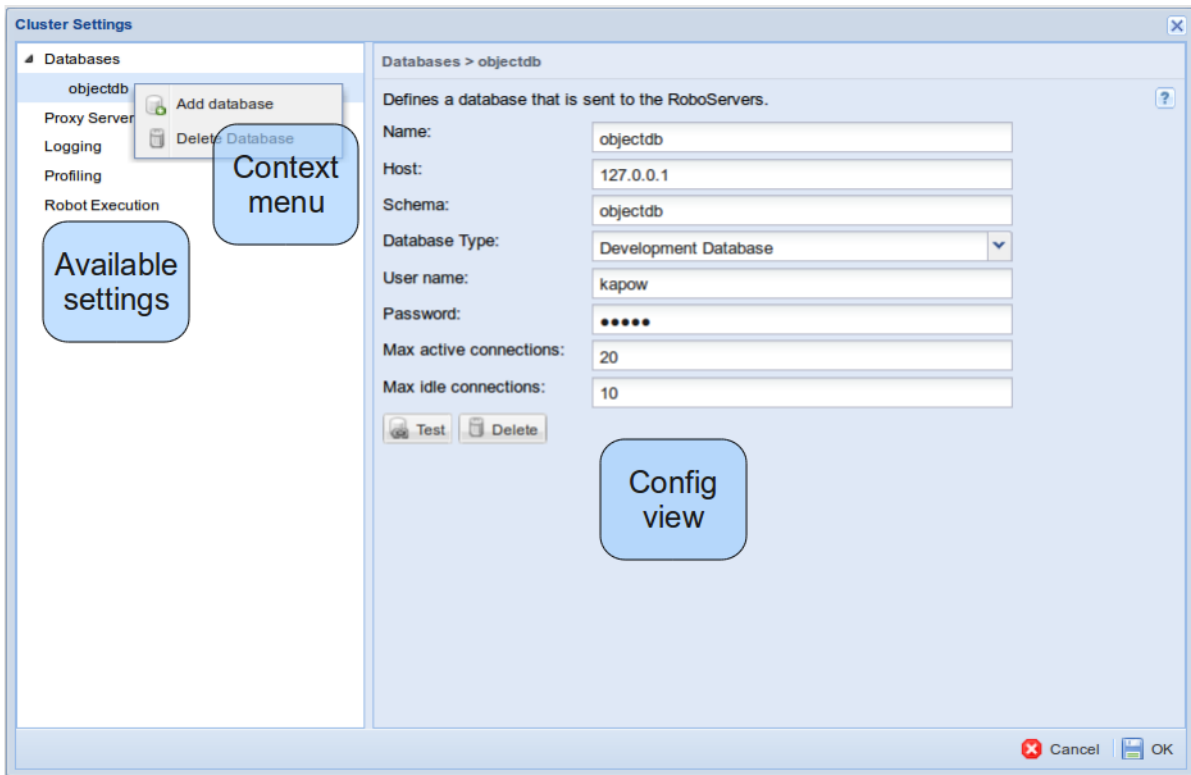 Cluster Settings
Databases
objectdb
Add database
Delete Database
Proxy Server
Logging
Profiling
Robot Execution
Context
menu
Available
settings
Databases > objectdb
Defines a database that is sent to the RoboServers.
Name: objectdb
Host: 127.0.0.1
Schema: objectdb
Database Type: Development Database
User name: kapow
Password: •••••
Max active connections: 20
Max idle connections: 10
Test Delete
Config
view
Cancel OK